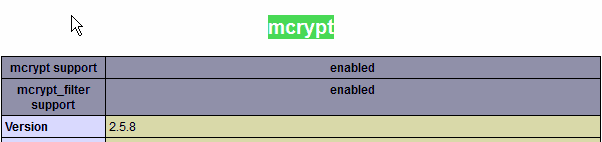 mcrypt
mcrypt support enabled
mcrypt_filter
support enabled
Version 2.5.8